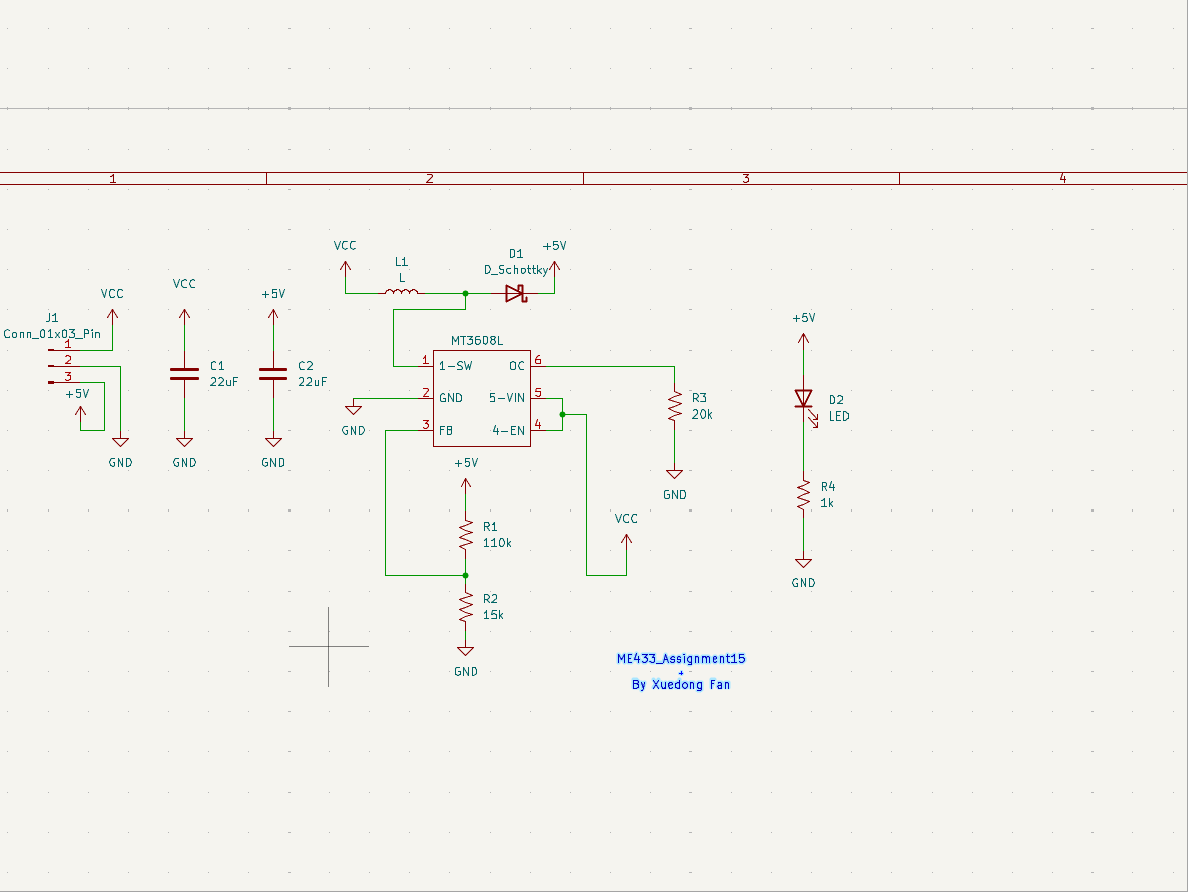 1 2 3 4
VCC
L1
L
D1
D_Schottky
+5V
VCC
J1
Conn_01x03_Pin
1
2
3
+5V
GND
VCC
C1
22uF
GND
+5V
C2
22uF
GND
MT3608L
1 1-SW OC 6
2 GND 5-VIN 5
3 FB 4-EN 4
GND
+5V
R1
110k
R2
15k
GND
VCC
R3
20k
GND
+5V
D2
LED
R4
1k
GND
ME433_Assignment15
By Xuedong Fan